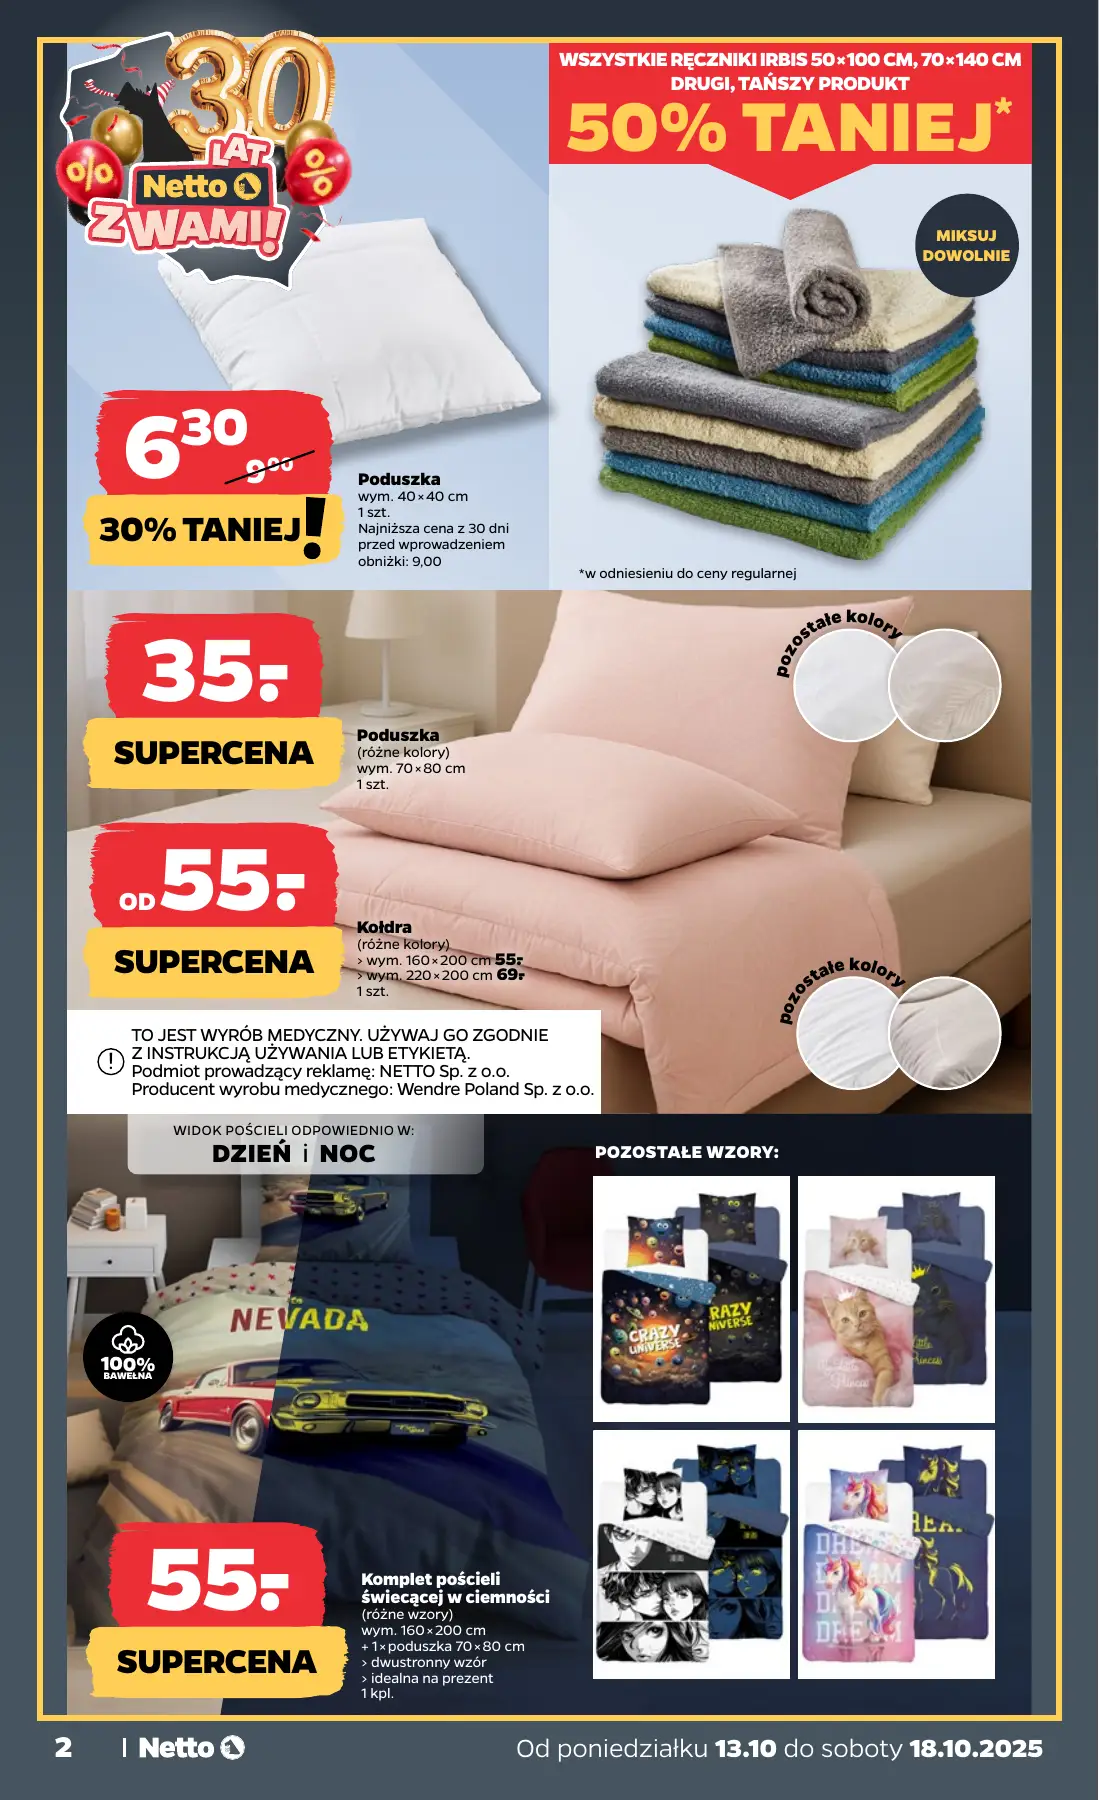 30
LAT
Netto
Z WAMI!
%
%
WSZYSTKIE RĘCZNIKI IRBIS 50×100 CM, 70×140 CM
DRUGI, TAŃSZY PRODUKT
50% TANIEJ*
MIKSUJ
DOWOLNIE
6 30
9 00
30% TANIEJ!
Poduszka
wym. 40×40 cm
1 szt.
Najniższa cena z 30 dni
przed wprowadzeniem
obniżki: 9,00
*w odniesieniu do ceny regularnej
35.-
SUPERCENA
Poduszka
(różne kolory)
wym. 70×80 cm
1 szt.
pozostałe kolory
OD 55.-
SUPERCENA
Kołdra
(różne kolory)
> wym. 160×200 cm 55.-
> wym. 220×200 cm 69.-
1 szt.
pozostałe kolory
TO JEST WYRÓB MEDYCZNY. UŻYWAJ GO ZGODNIE
Z INSTRUKCJĄ UŻYWANIA LUB ETYKIETĄ.
Podmiot prowadzący reklamę: NETTO Sp. z o.o.
Producent wyrobu medycznego: Wendre Poland Sp. z o.o.
WIDOK POŚCIELI ODPOWIEDNIO W:
DZIEŃ i NOC
POZOSTAŁE WZORY:
NEVADA
100%
BAWEŁNA
CRAZY
UNIVERSE
CRAZY
UNIVERSE
Little
Princess
Princess
DREAM
DREAM
DREAM
DREAM
55.-
SUPERCENA
Komplet pościeli
świecącej w ciemności
(różne wzory)
wym. 160×200 cm
+ 1×poduszka 70×80 cm
> dwustronny wzór
> idealna na prezent
1 kpl.
2 | Netto
Od poniedziałku 13.10 do soboty 18.10.2025